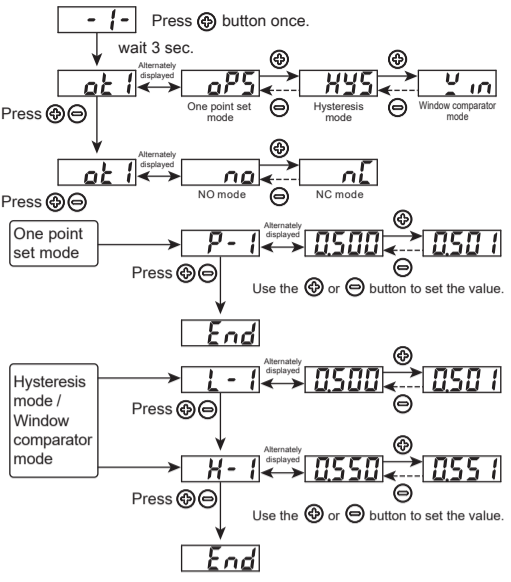 - 1 -
Press ⊕ button once.
wait 3 sec.
ot 1
Alternately
displayed
oPS
⊕
HYS
⊕
One point set
mode
⊖
Hysteresis
mode
⊖
Window comparator
mode
Press ⊕⊖
ot 1
Alternately
displayed
no
⊕
nC
NO mode
⊖
NC mode
Press ⊕⊖
One point
set mode
P - 1
Alternately
displayed
0.500
⊕
0.501
⊖
Press ⊕⊖
Use the ⊕ or ⊖ button to set the value.
End
Hysteresis
mode /
Window
comparator
mode
L - 1
Alternately
displayed
0.500
⊕
0.501
⊖
Press ⊕⊖
H - 1
Alternately
displayed
0.550
⊕
0.551
⊖
Press ⊕⊖
Use the ⊕ or ⊖ button to set the value.
End